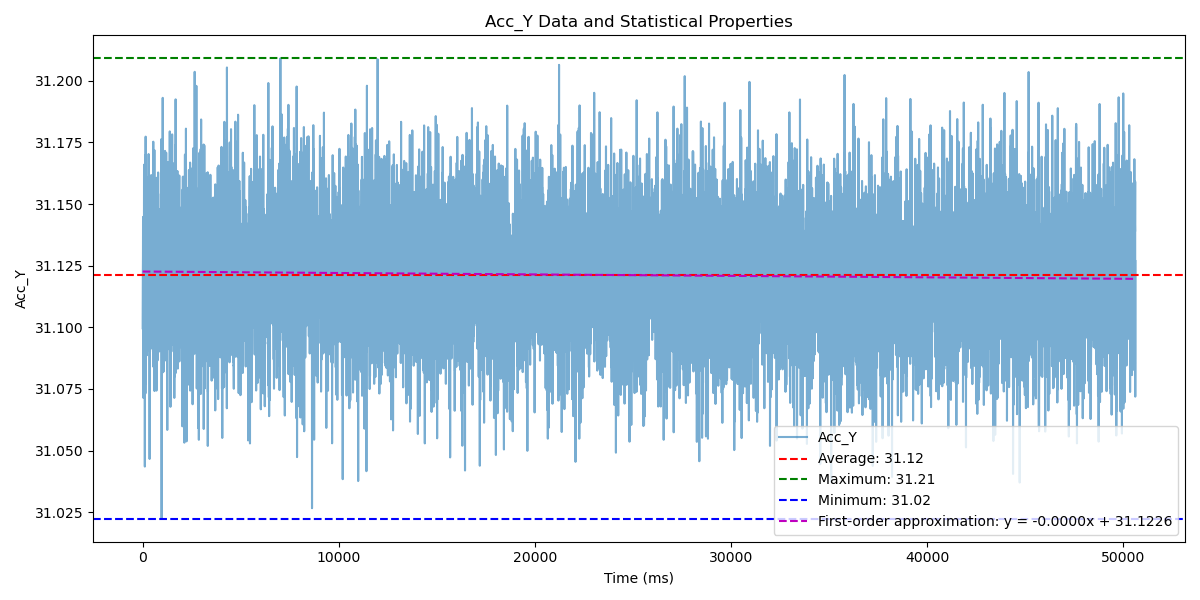 Acc_Y Data and Statistical Properties
31.200
31.175
31.150
31.125
31.100
31.075
31.050
31.025
Acc_Y
Acc_Y
Average: 31.12
Maximum: 31.21
Minimum: 31.02
First-order approximation: y = -0.0000x + 31.1226
0 10000 20000 30000 40000 50000
Time (ms)